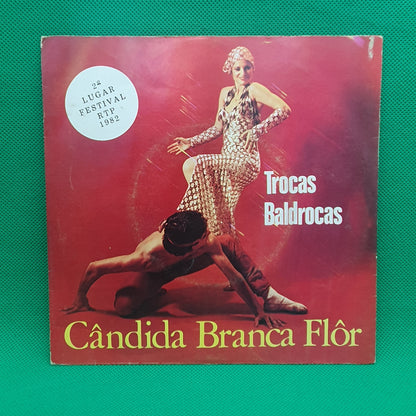 2º
LUGAR
FESTIVAL
RTP
1982
Trocas
Baldrocas
Cândida Branca Flôr